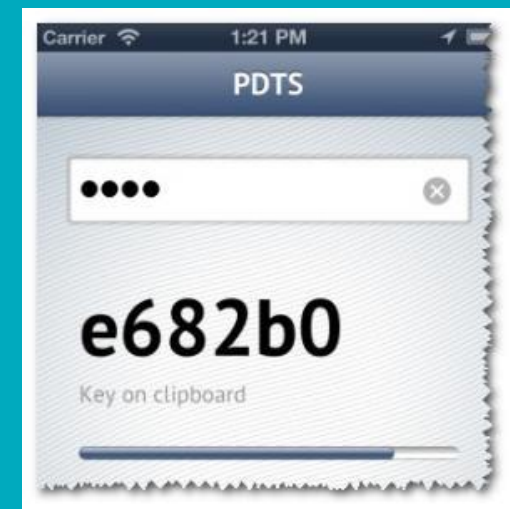 Carrier 1:21 PM
PDTS
••••
e682b0
Key on clipboard